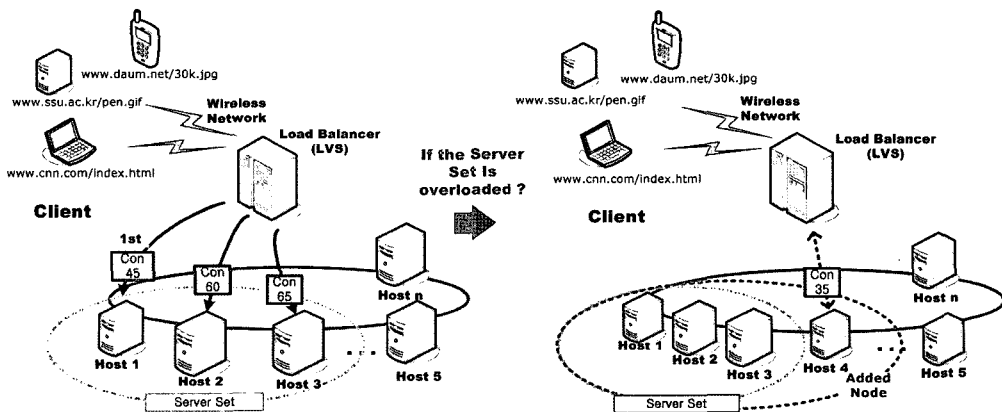 www.daum.net/30k.jpg
www.ssu.ac.kr/pen.gif
Wireless
Network
Load Balancer
(LVS)
www.cnn.com/index.html
Client
1st
Con
45
Con
60
Con
65
Host n
Host 1
Host 2
Host 3
...
Host 5
Server Set
If the Server
Set is
overloaded ?
www.daum.net/30k.jpg
www.ssu.ac.kr/pen.gif
Wireless
Network
Load Balancer
(LVS)
www.cnn.com/index.html
Client
Con
35
Host n
Host 1
Host 2
Host 3
Host 4
...
Host 5
Added
Node
Server Set